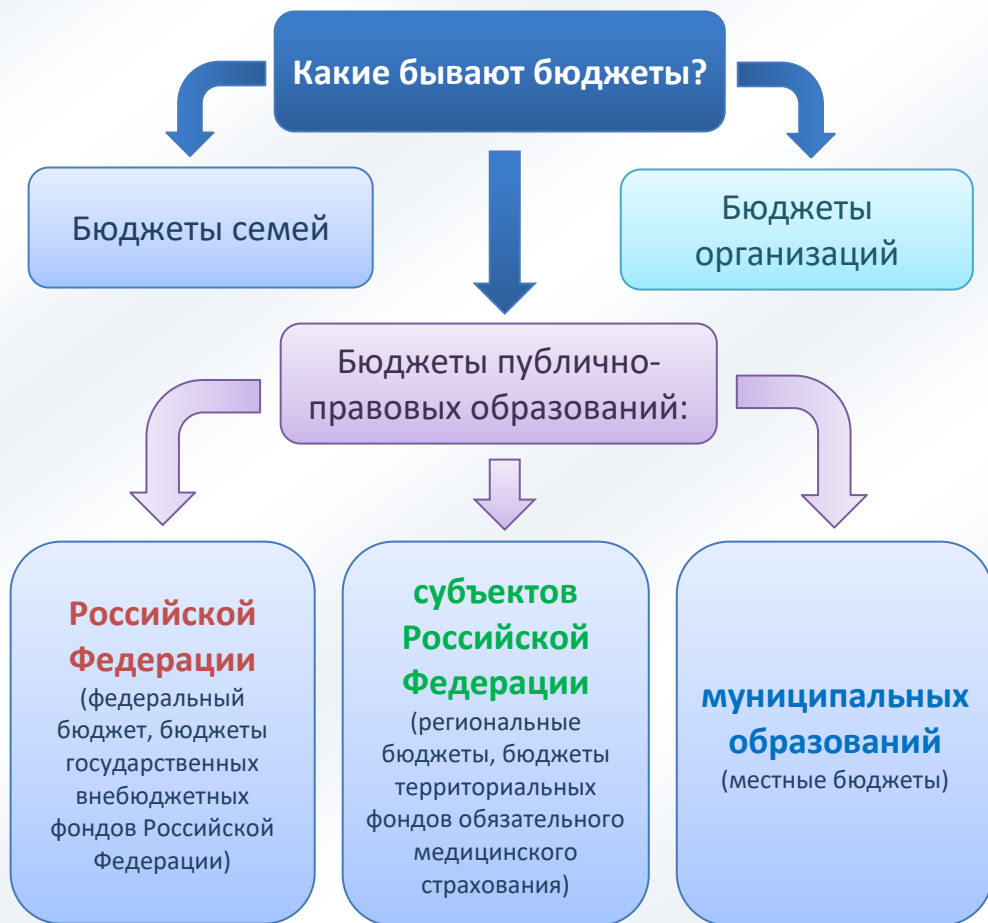 Какие бывают бюджеты?
Бюджеты семей
Бюджеты
организаций
Бюджеты публично-
правовых образований:
Российской
Федерации
(федеральный
бюджет, бюджеты
государственных
внебюджетных
фондов Российской
Федерации)
субъектов
Российской
Федерации
(региональные
бюджеты, бюджеты
территориальных
фондов обязательного
медицинского
страхования)
муниципальных
образований
(местные бюджеты)